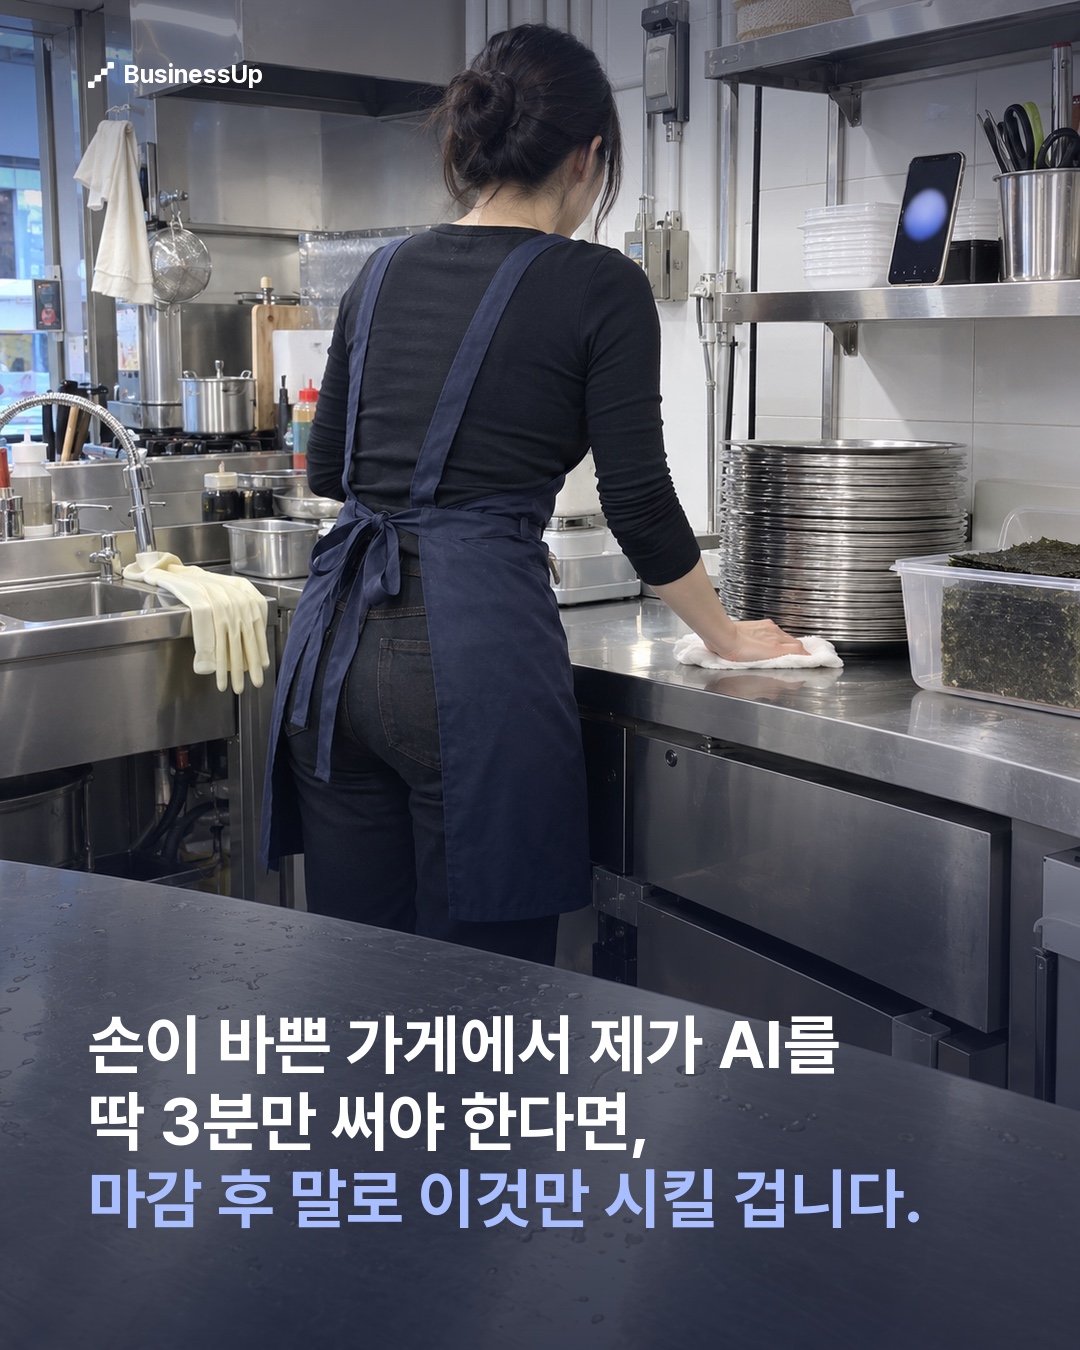 BusinessUp
손이 바쁜 가게에서 제가 AI를
딱 3분만 써야 한다면,
마감 후 말로 이것만 시킬 겁니다.